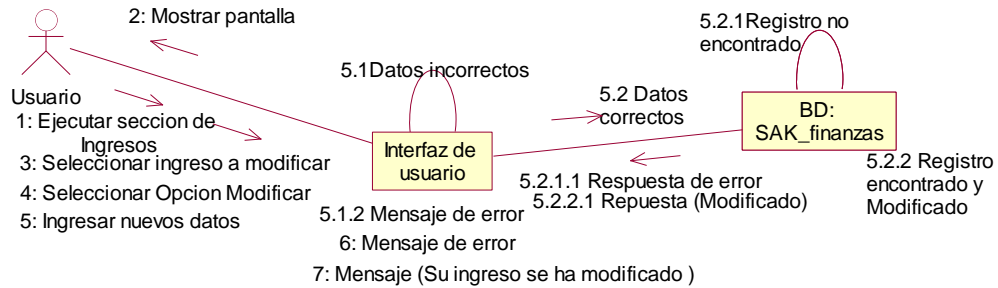 2: Mostrar pantalla
Usuario
1: Ejecutar seccion de
Ingresos
3: Seleccionar ingreso a modificar
4: Seleccionar Opcion Modificar
5: Ingresar nuevos datos
5.1Datos incorrectos
Interfaz de
usuario
5.1.2 Mensaje de error
6: Mensaje de error
7: Mensaje (Su ingreso se ha modificado )
5.2 Datos
correctos
5.2.1.1 Respuesta de error
5.2.2.1 Repuesta (Modificado)
5.2.1Registro no
encontrado
BD:
SAK_finanzas
5.2.2 Registro
encontrado y
Modificado